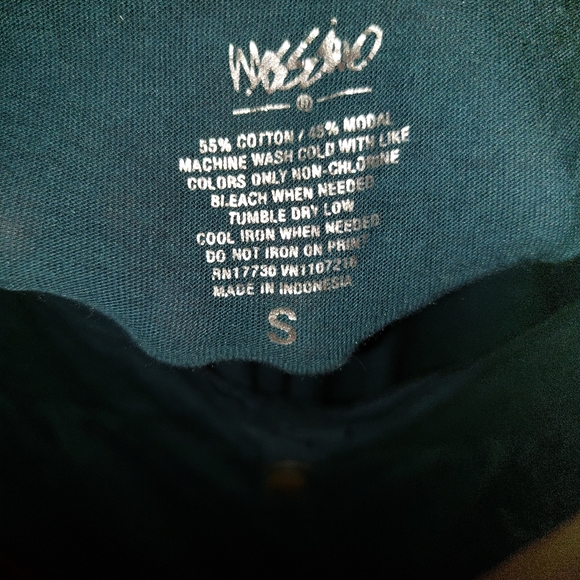 Mossimo
55% COTTON / 45% MODAL
MACHINE WASH COLD WITH LIKE
COLORS ONLY NON-CHLORINE
BLEACH WHEN NEEDED
TUMBLE DRY LOW
COOL IRON WHEN NEEDED
DO NOT IRON ON PRINT
RN17730 VN1107216
MADE IN INDONESIA
S